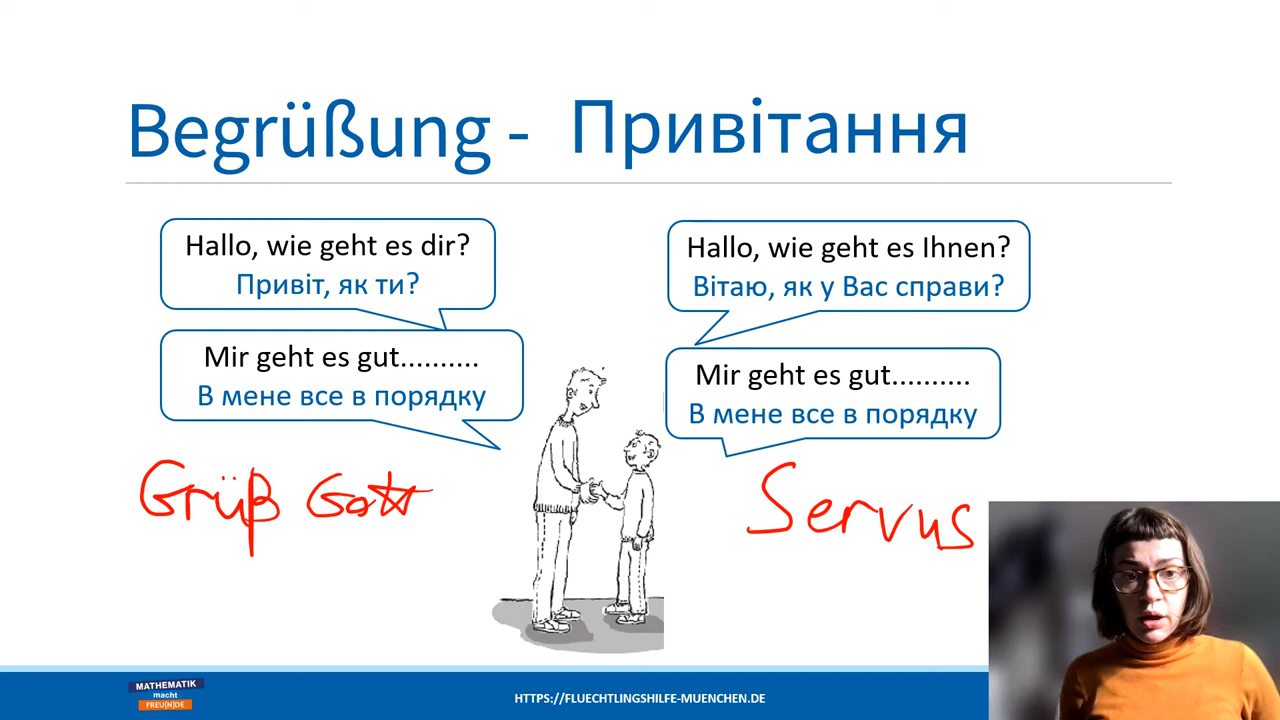 Begrüßung - Привітання
Hallo, wie geht es dir?
Привіт, як ти?
Mir geht es gut..........
В мене все в порядку
Hallo, wie geht es Ihnen?
Вітаю, як у Вас справи?
Mir geht es gut..........
В мене все в порядку
Grüß Gott
Servus
MATHEMATIK
macht
FREU(N)DE
HTTPS://FLUECHTLINGSHILFE-MUENCHEN.DE